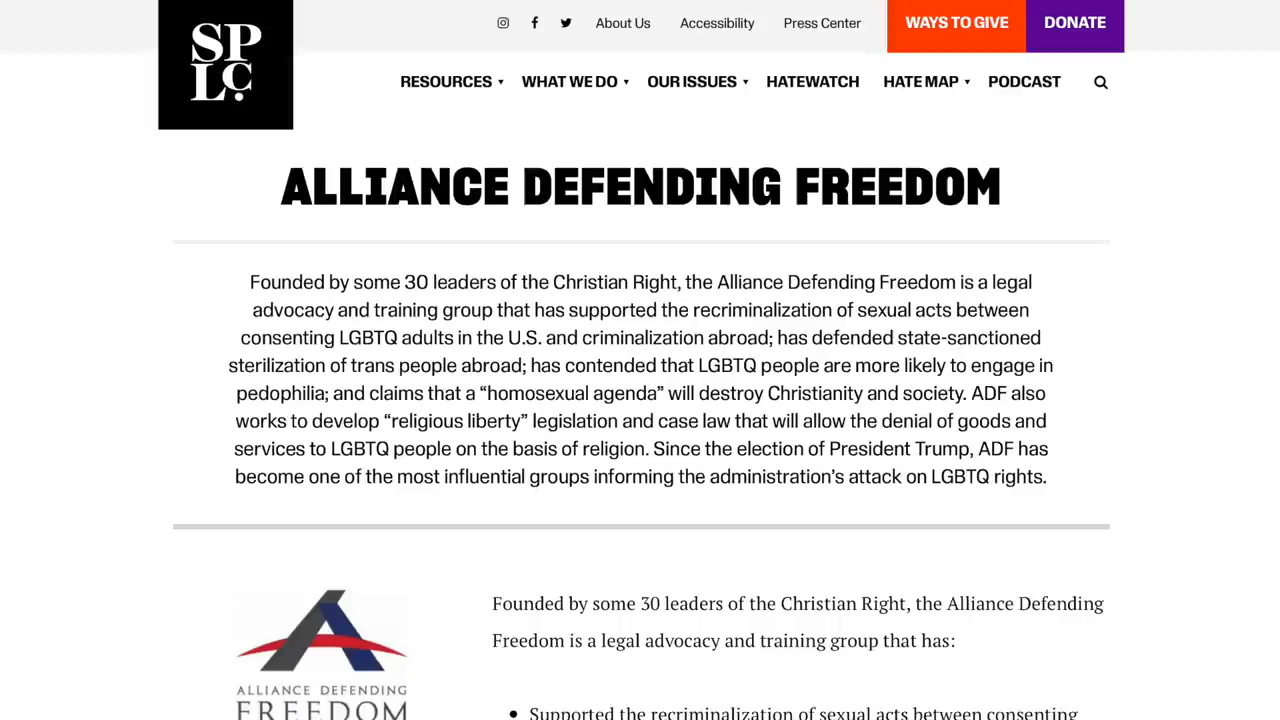 SPLC.
About Us
Accessibility
Press Center
WAYS TO GIVE
DONATE
RESOURCES
WHAT WE DO
OUR ISSUES
HATEWATCH
HATE MAP
PODCAST
ALLIANCE DEFENDING FREEDOM
Founded by some 30 leaders of the Christian Right, the Alliance Defending Freedom is a legal
advocacy and training group that has supported the recriminalization of sexual acts between
consenting LGBTQ adults in the U.S. and criminalization abroad; has defended state-sanctioned
sterilization of trans people abroad; has contended that LGBTQ people are more likely to engage in
pedophilia; and claims that a “homosexual agenda” will destroy Christianity and society. ADF also
works to develop “religious liberty” legislation and case law that will allow the denial of goods and
services to LGBTQ people on the basis of religion. Since the election of President Trump, ADF has
become one of the most influential groups informing the administration’s attack on LGBTQ rights.
ALLIANCE DEFENDING
FREEDOM
Founded by some 30 leaders of the Christian Right, the Alliance Defending
Freedom is a legal advocacy and training group that has:
• Supported the recriminalization of sexual acts between consenting